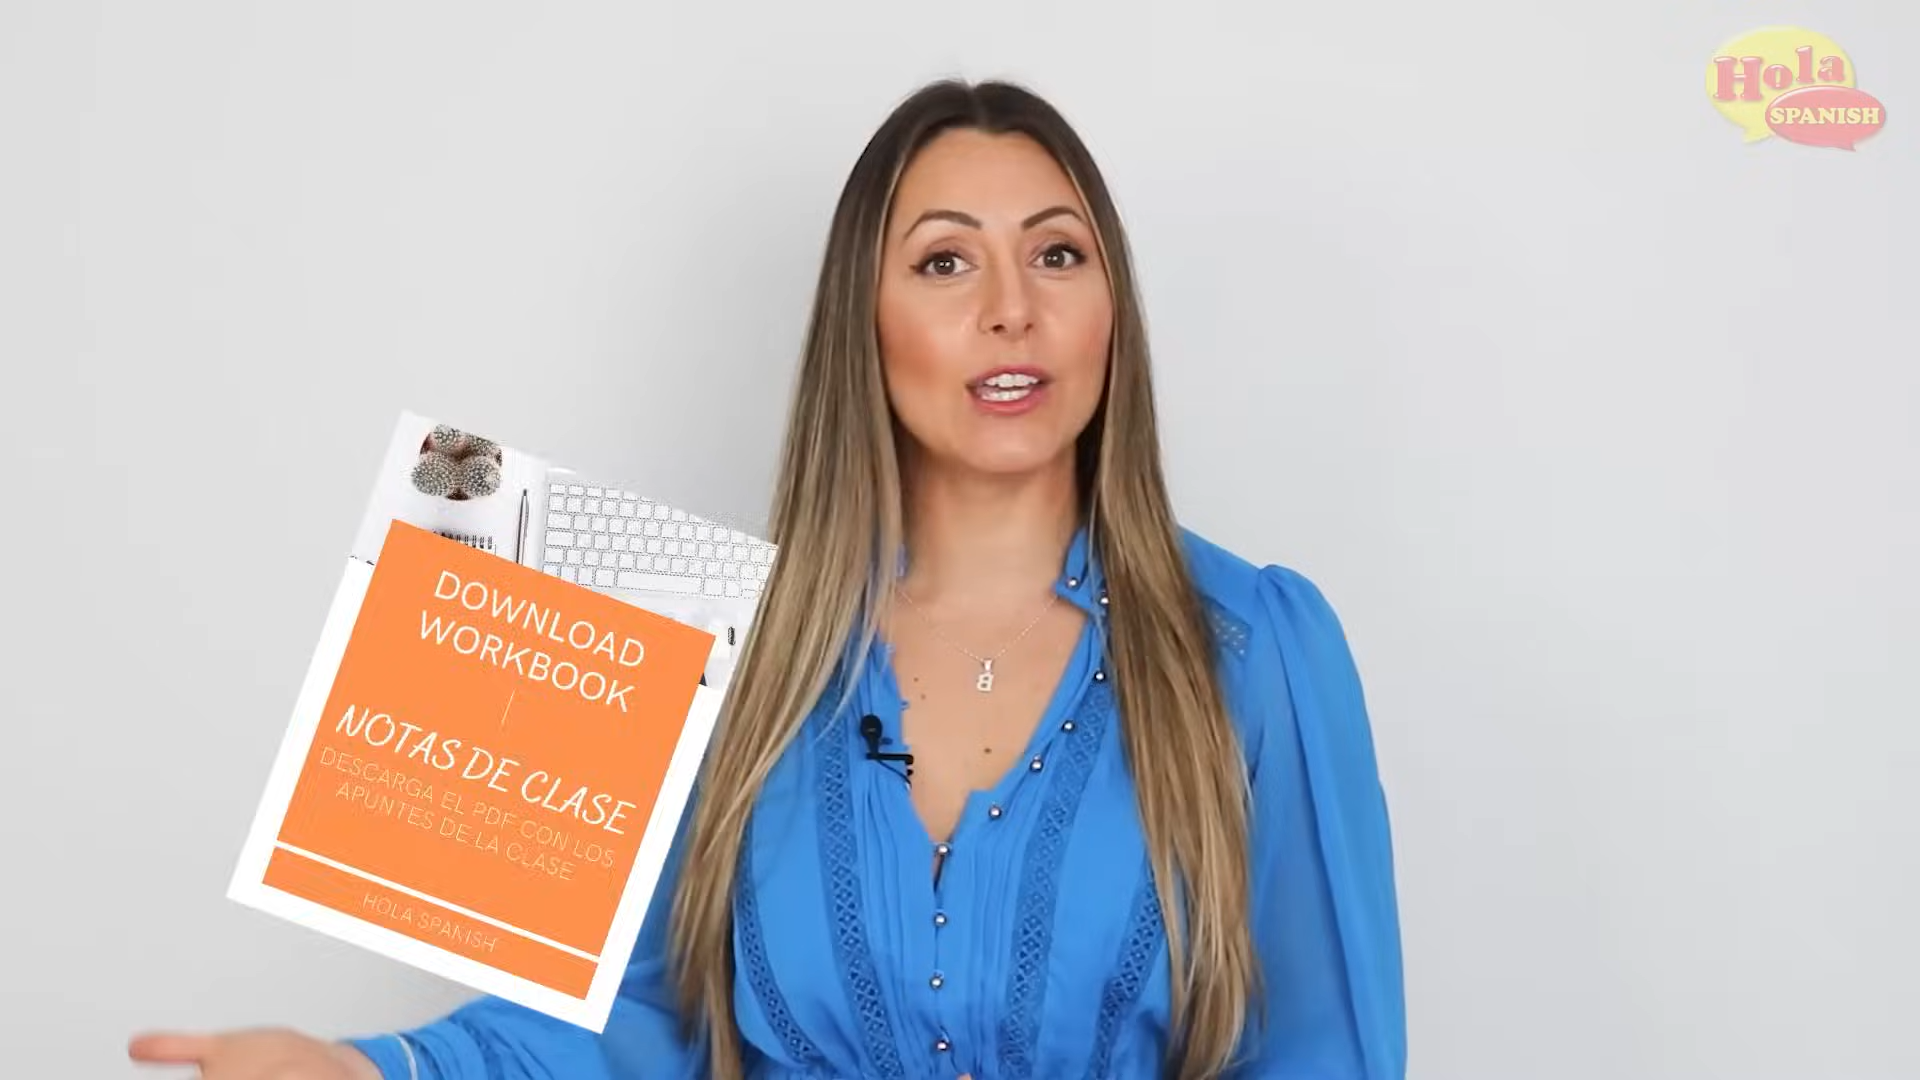 Hola
SPANISH
DOWNLOAD
WORKBOOK
NOTAS DE CLASE
DESCARGA EL PDF CON LOS
APUNTES DE LA CLASE
HOLA SPANISH
B